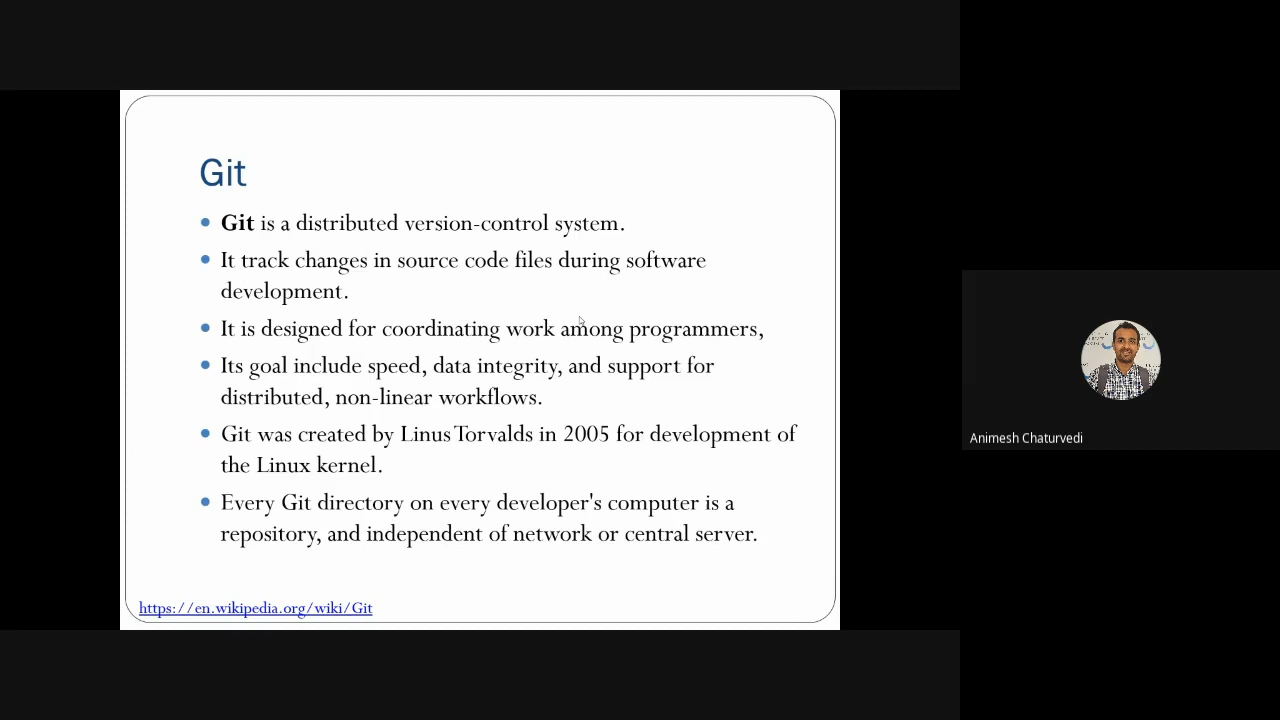 Git
Git is a distributed version-control system.
It track changes in source code files during software
development.
It is designed for coordinating work among programmers,
Its goal include speed, data integrity, and support for
distributed, non-linear workflows.
Git was created by Linus Torvalds in 2005 for development of
the Linux kernel.
Every Git directory on every developer's computer is a
repository, and independent of network or central server.
https://en.wikipedia.org/wiki/Git
Animesh Chaturvedi